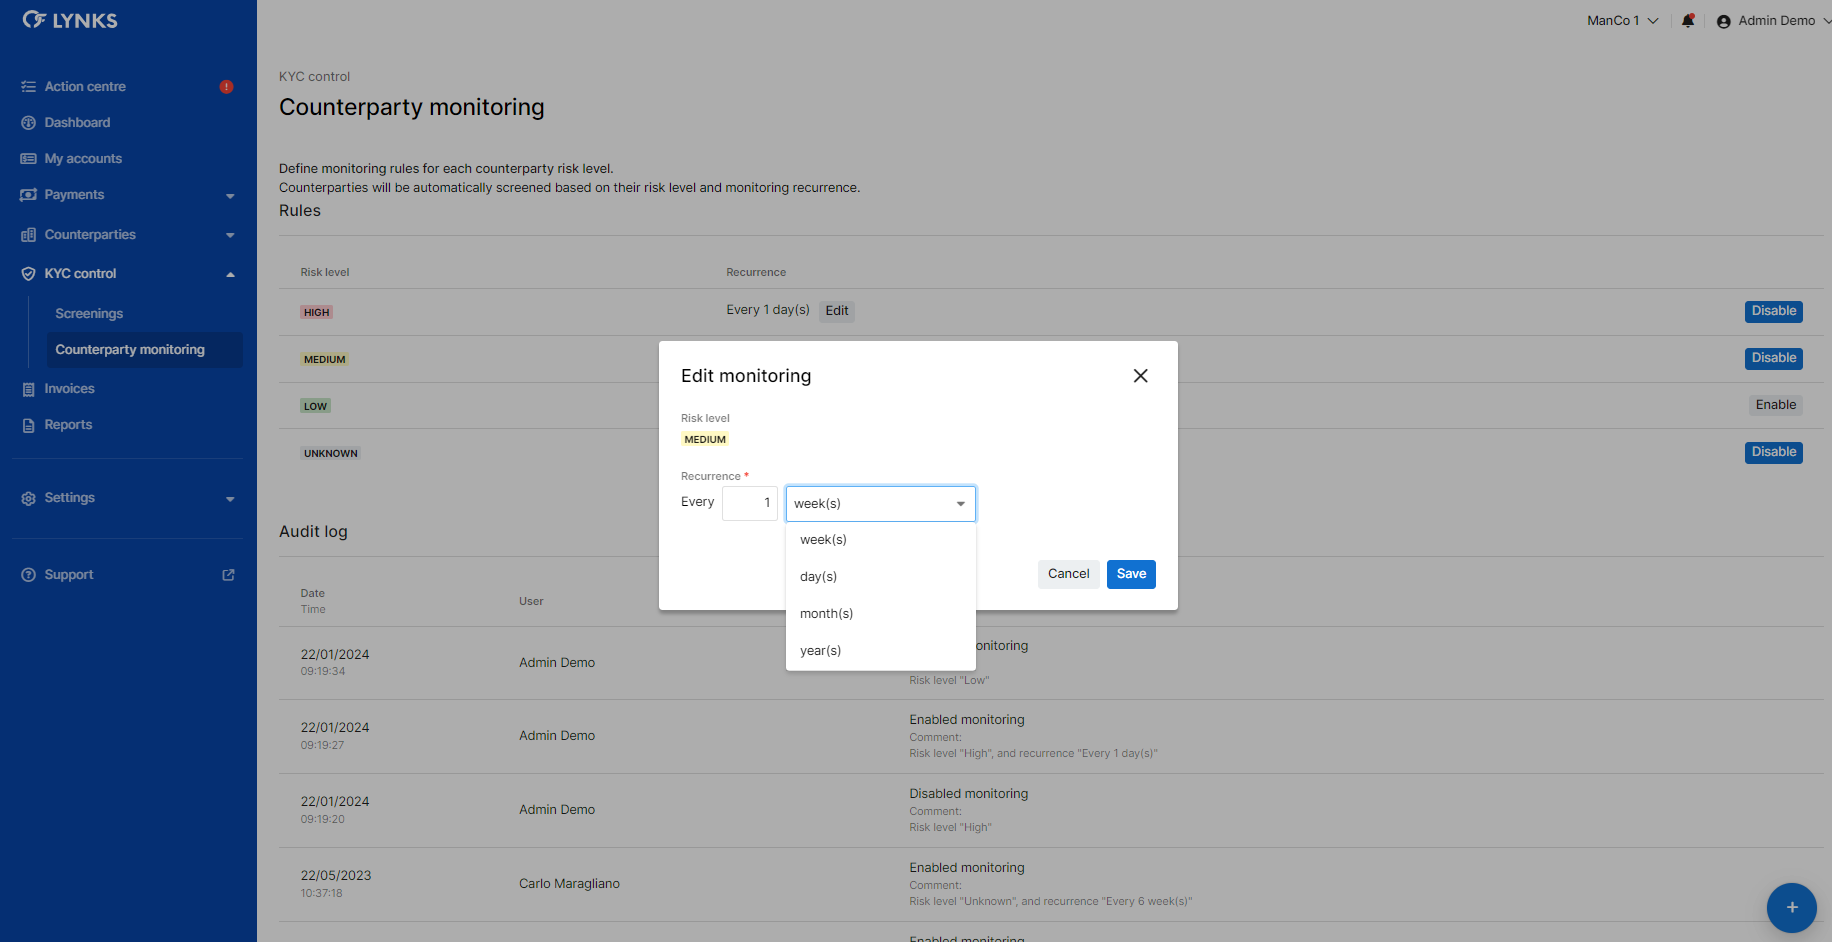 LYNKS
ManCo 1
Admin Demo
Action centre
!
Dashboard
My accounts
Payments
Counterparties
KYC control
Screenings
Counterparty monitoring
Invoices
Reports
Settings
Support
KYC control
Counterparty monitoring
Define monitoring rules for each counterparty risk level.
Counterparties will be automatically screened based on their risk level and monitoring recurrence.
Rules
Risk level Recurrence
HIGH Every 1 day(s) Edit Disable
MEDIUM Disable
LOW Enable
UNKNOWN Disable
Edit monitoring
Risk level
MEDIUM
Recurrence *
Every 1 week(s)
week(s)
day(s)
month(s)
year(s)
Cancel Save
Audit log
Date
Time
User
22/01/2024
09:19:34
Admin Demo
Risk level "Low"
22/01/2024
09:19:27
Admin Demo
Enabled monitoring
Comment:
Risk level "High", and recurrence "Every 1 day(s)"
22/01/2024
09:19:20
Admin Demo
Disabled monitoring
Comment:
Risk level "High"
22/05/2023
10:37:18
Carlo Maragliano
Enabled monitoring
Comment:
Risk level "Unknown", and recurrence "Every 6 week(s)"
Enabled monitoring
+